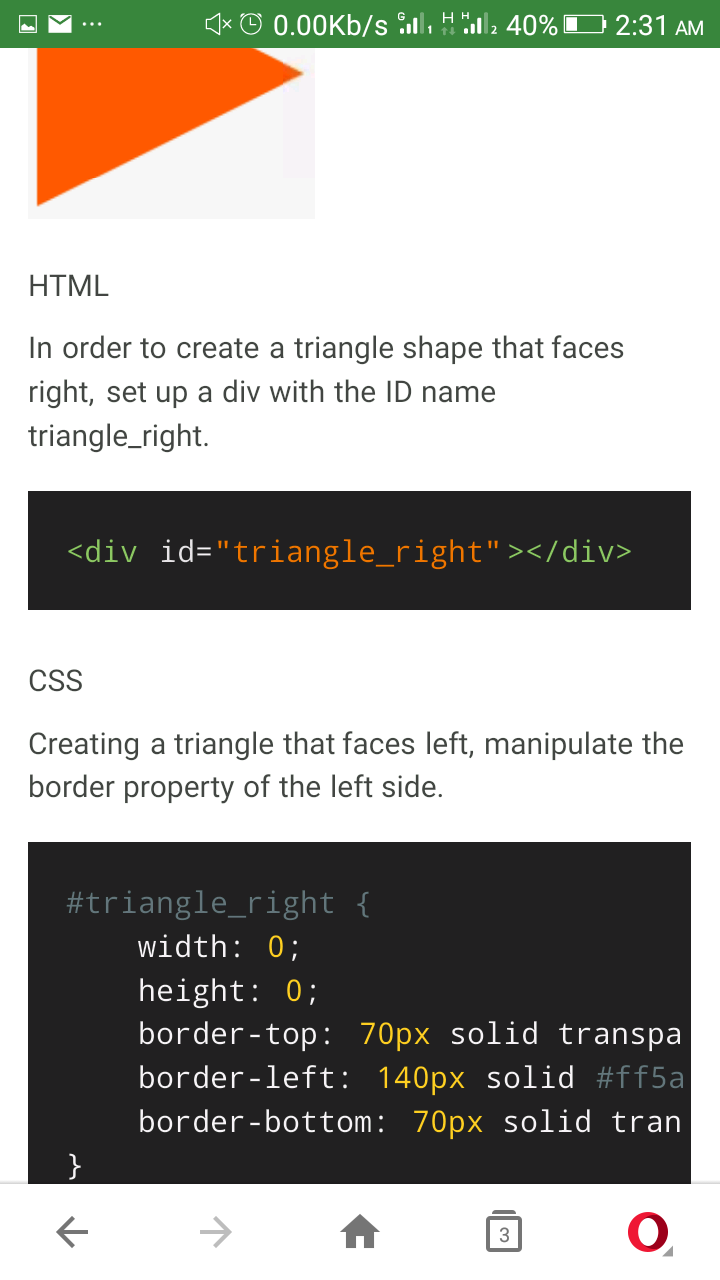 0.00Kb/s G 1 H H 2 40% 2:31 AM
HTML
In order to create a triangle shape that faces
right, set up a div with the ID name
triangle_right.
<div id="triangle_right"></div>
CSS
Creating a triangle that faces left, manipulate the
border property of the left side.
#triangle_right {
width: 0;
height: 0;
border-top: 70px solid transpa
border-left: 140px solid #ff5a
border-bottom: 70px solid tran
}
3